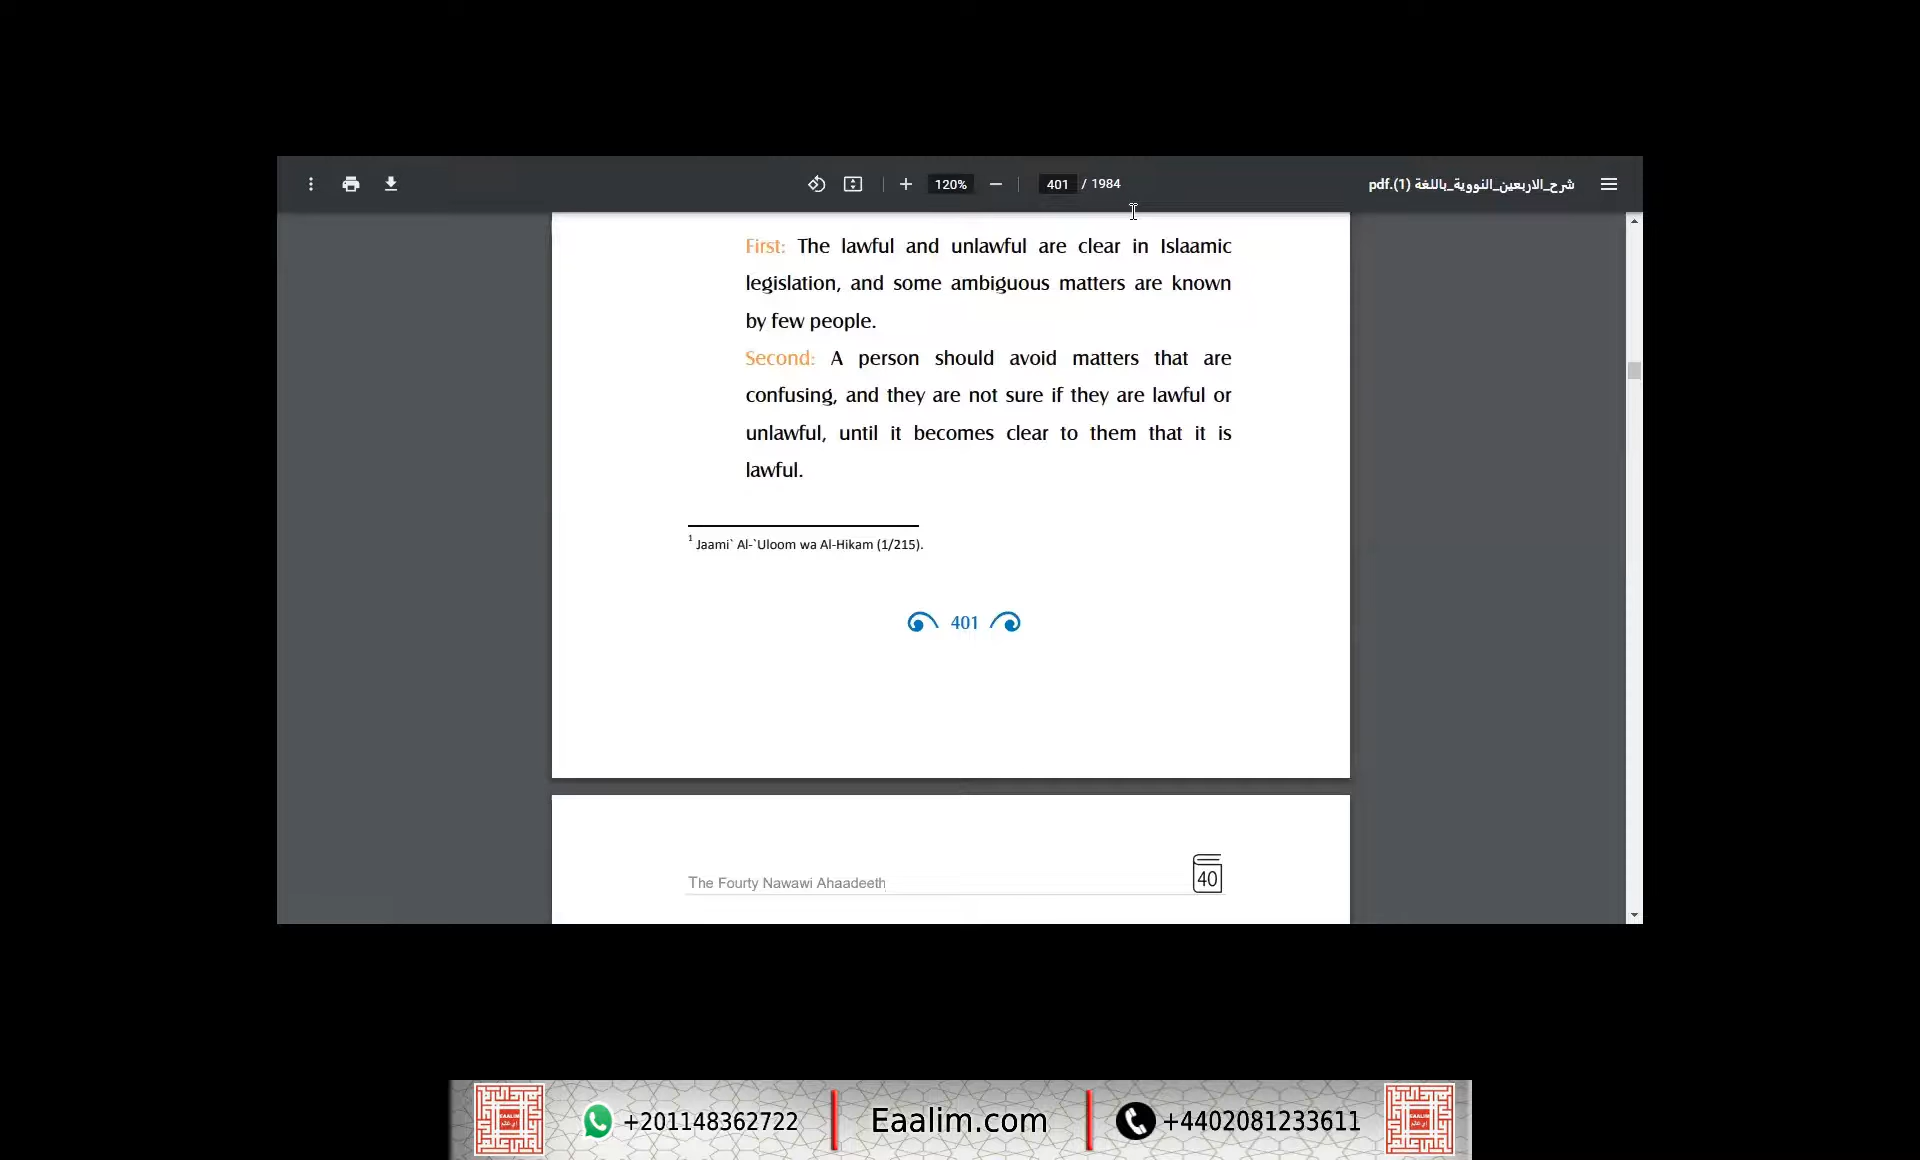 120%
401 / 1984
شرح_الاربعين_النووية_باللغة (1).pdf
First: The lawful and unlawful are clear in Islaamic
legislation, and some ambiguous matters are known
by few people.
Second: A person should avoid matters that are
confusing, and they are not sure if they are lawful or
unlawful, until it becomes clear to them that it is
lawful.
1 Jaami` Al-`Uloom wa Al-Hikam (1/215).
401
The Fourty Nawawi Ahaadeeth
40
EAALIM
+201148362722
Eaalim.com
+4402081233611
EAALIM